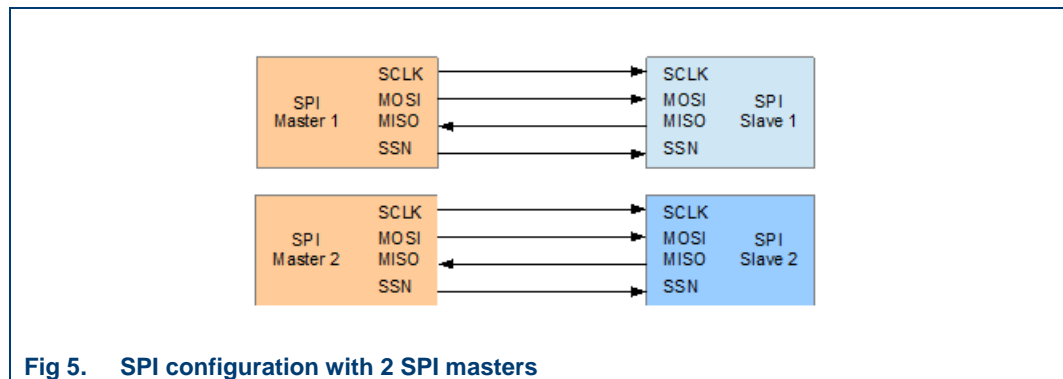 SCLK
MOSI
MISO
SSN
SPI
Master 1
SCLK
MOSI
MISO
SSN
SPI
Slave 1
SCLK
MOSI
MISO
SSN
SPI
Master 2
SCLK
MOSI
MISO
SSN
SPI
Slave 2
Fig 5. SPI configuration with 2 SPI masters